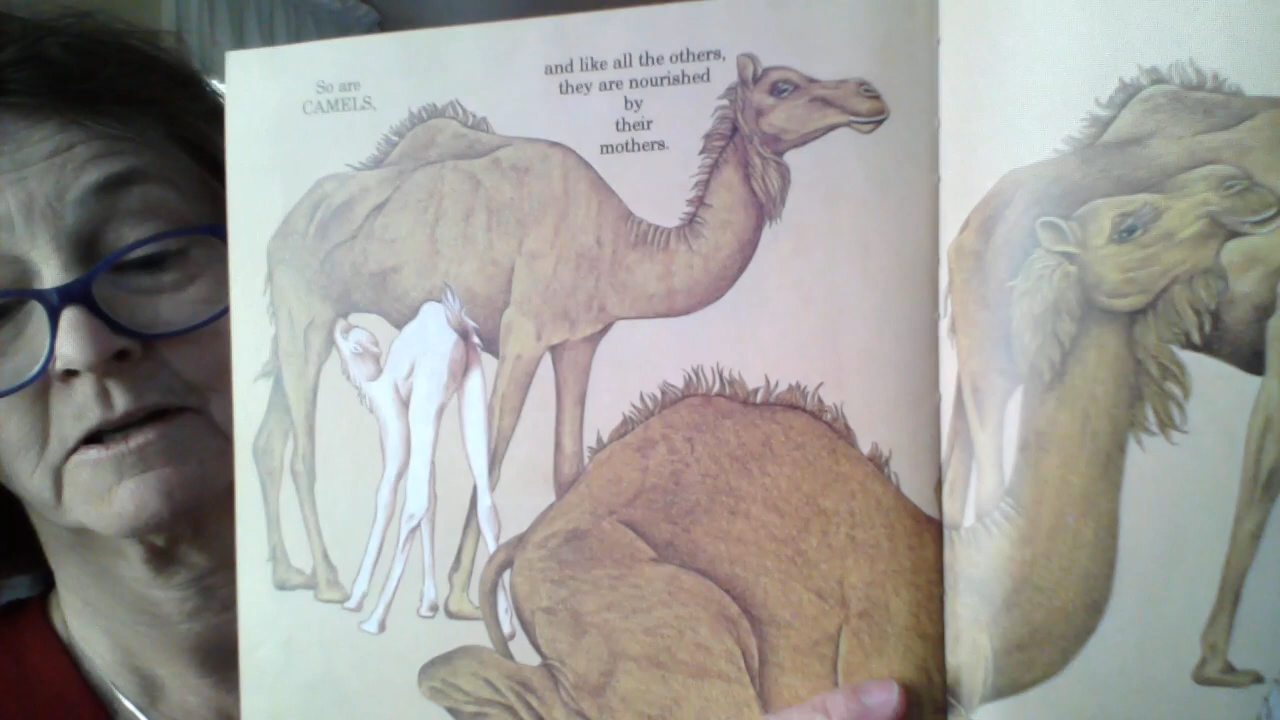 So are
CAMELS,
and like all the others,
they are nourished
by
their
mothers.